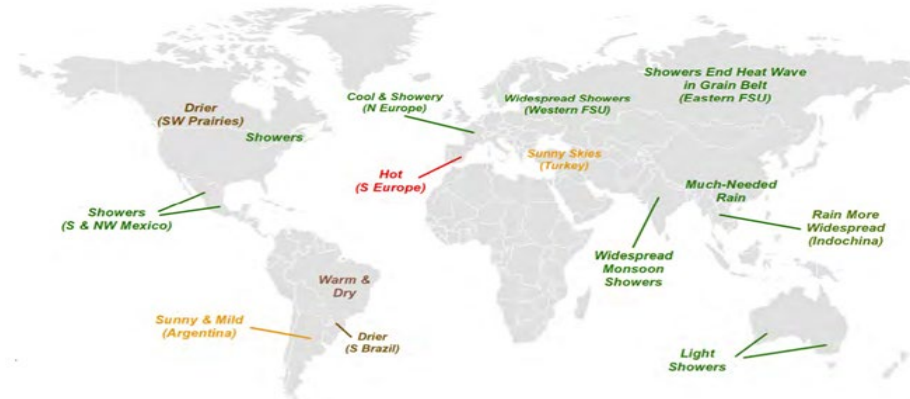 Drier
(SW Prairies)
Showers
Showers
(S & NW Mexico)
Cool & Showery
(N Europe)
Widespread Showers
(Western FSU)
Showers End Heat Wave
in Grain Belt
(Eastern FSU)
Hot
(S Europe)
Sunny Skies
(Turkey)
Much-Needed
Rain
Rain More
Widespread
(Indochina)
Widespread
Monsoon
Showers
Warm &
Dry
Sunny & Mild
(Argentina)
Drier
(S Brazil)
Light
Showers